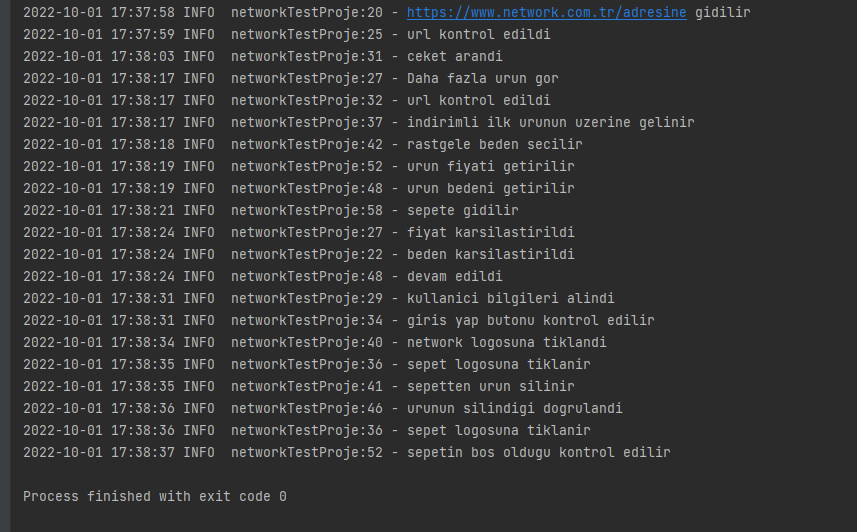 2022-10-01 17:37:58 INFO  networkTestProje:20 - https://www.network.com.tr/adresine gidilir
2022-10-01 17:37:59 INFO  networkTestProje:25 - url kontrol edildi
2022-10-01 17:38:03 INFO  networkTestProje:31 - ceket arandi
2022-10-01 17:38:17 INFO  networkTestProje:27 - Daha fazla urun gor
2022-10-01 17:38:17 INFO  networkTestProje:32 - url kontrol edildi
2022-10-01 17:38:17 INFO  networkTestProje:37 - indirimli ilk urunun uzerine gelinir
2022-10-01 17:38:18 INFO  networkTestProje:42 - rastgele beden secilir
2022-10-01 17:38:19 INFO  networkTestProje:52 - urun fiyati getirilir
2022-10-01 17:38:19 INFO  networkTestProje:48 - urun bedeni getirilir
2022-10-01 17:38:21 INFO  networkTestProje:58 - sepete gidilir
2022-10-01 17:38:24 INFO  networkTestProje:27 - fiyat karsilastirildi
2022-10-01 17:38:24 INFO  networkTestProje:22 - beden karsilastirildi
2022-10-01 17:38:24 INFO  networkTestProje:48 - devam edildi
2022-10-01 17:38:31 INFO  networkTestProje:29 - kullanici bilgileri alindi
2022-10-01 17:38:31 INFO  networkTestProje:34 - giris yap butonu kontrol edilir
2022-10-01 17:38:34 INFO  networkTestProje:40 - network logosuna tiklandi
2022-10-01 17:38:35 INFO  networkTestProje:36 - sepet logosuna tiklanir
2022-10-01 17:38:35 INFO  networkTestProje:41 - sepetten urun silinir
2022-10-01 17:38:36 INFO  networkTestProje:46 - urunun silindigi dogrulandi
2022-10-01 17:38:36 INFO  networkTestProje:36 - sepet logosuna tiklanir
2022-10-01 17:38:37 INFO  networkTestProje:52 - sepetin bos oldugu kontrol edilir
Process finished with exit code 0